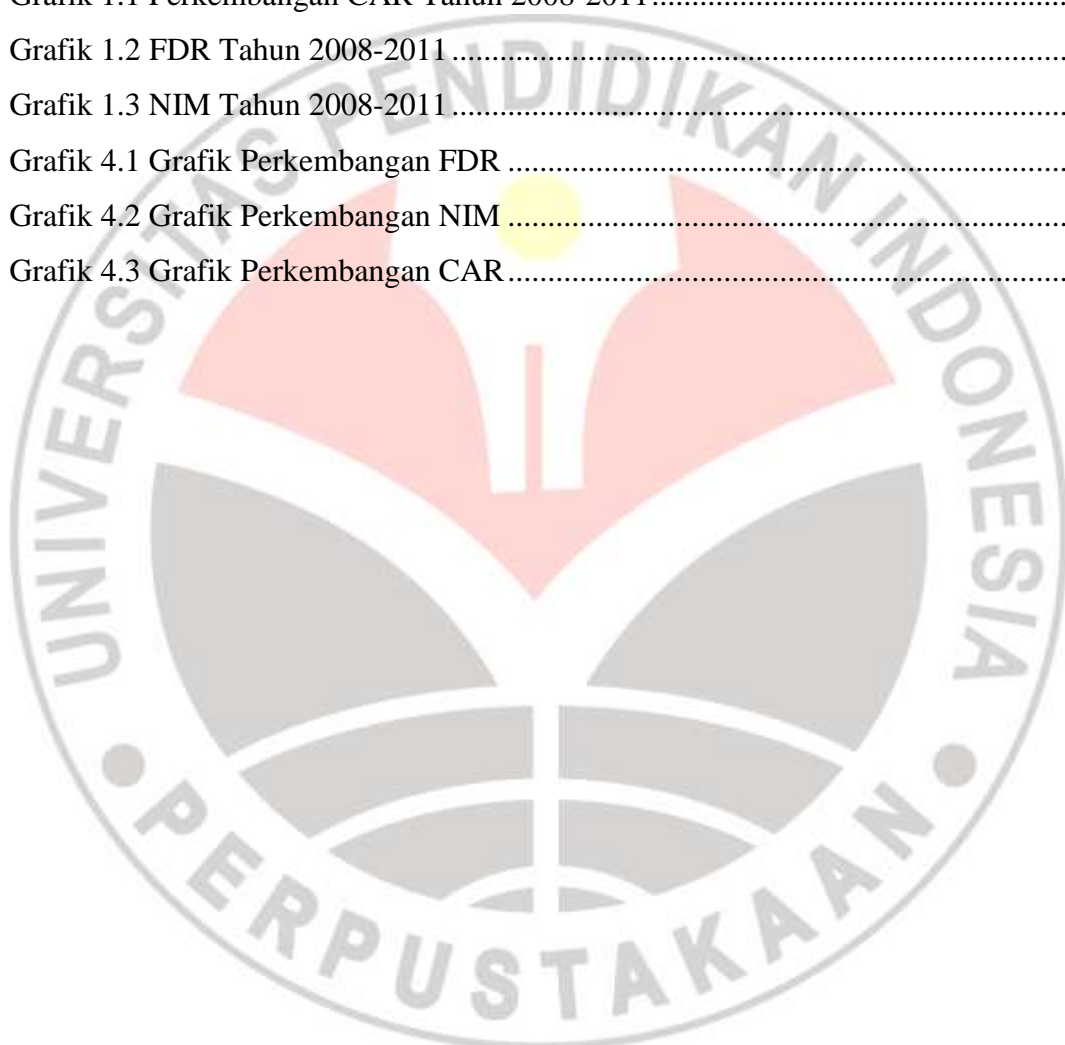 Grafik 1.1 Perkembangan CAR Tahun 2008-2011
Grafik 1.2 FDR Tahun 2008-2011
Grafik 1.3 NIM Tahun 2008-2011
Grafik 4.1 Grafik Perkembangan FDR
Grafik 4.2 Grafik Perkembangan NIM
Grafik 4.3 Grafik Perkembangan CAR
UNIVERSITAS PENDIDIKAN INDONESIA
PERPUSTAKAAN